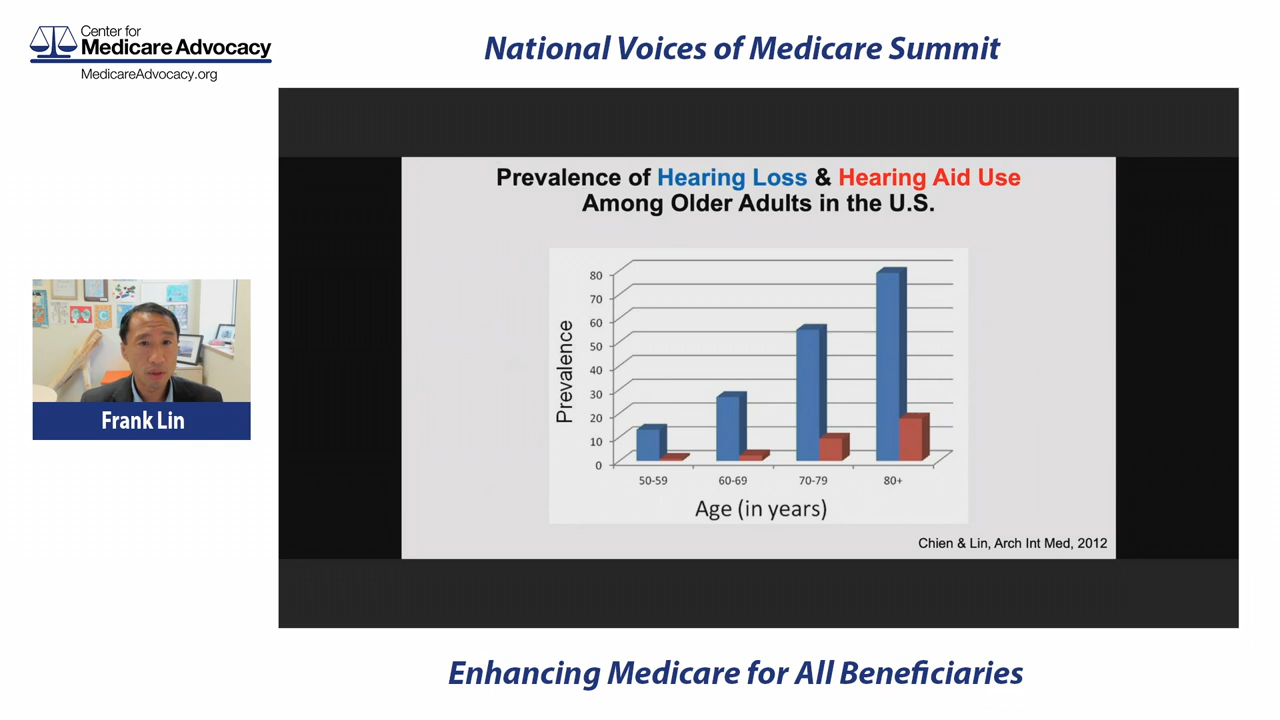 Center for
Medicare Advocacy
MedicareAdvocacy.org
National Voices of Medicare Summit
Prevalence of Hearing Loss & Hearing Aid Use
Among Older Adults in the U.S.
Prevalence
80
70
60
50
40
30
20
10
0
50-59 60-69 70-79 80+
Age (in years)
Chien & Lin, Arch Int Med, 2012
Frank Lin
Enhancing Medicare for All Beneficiaries